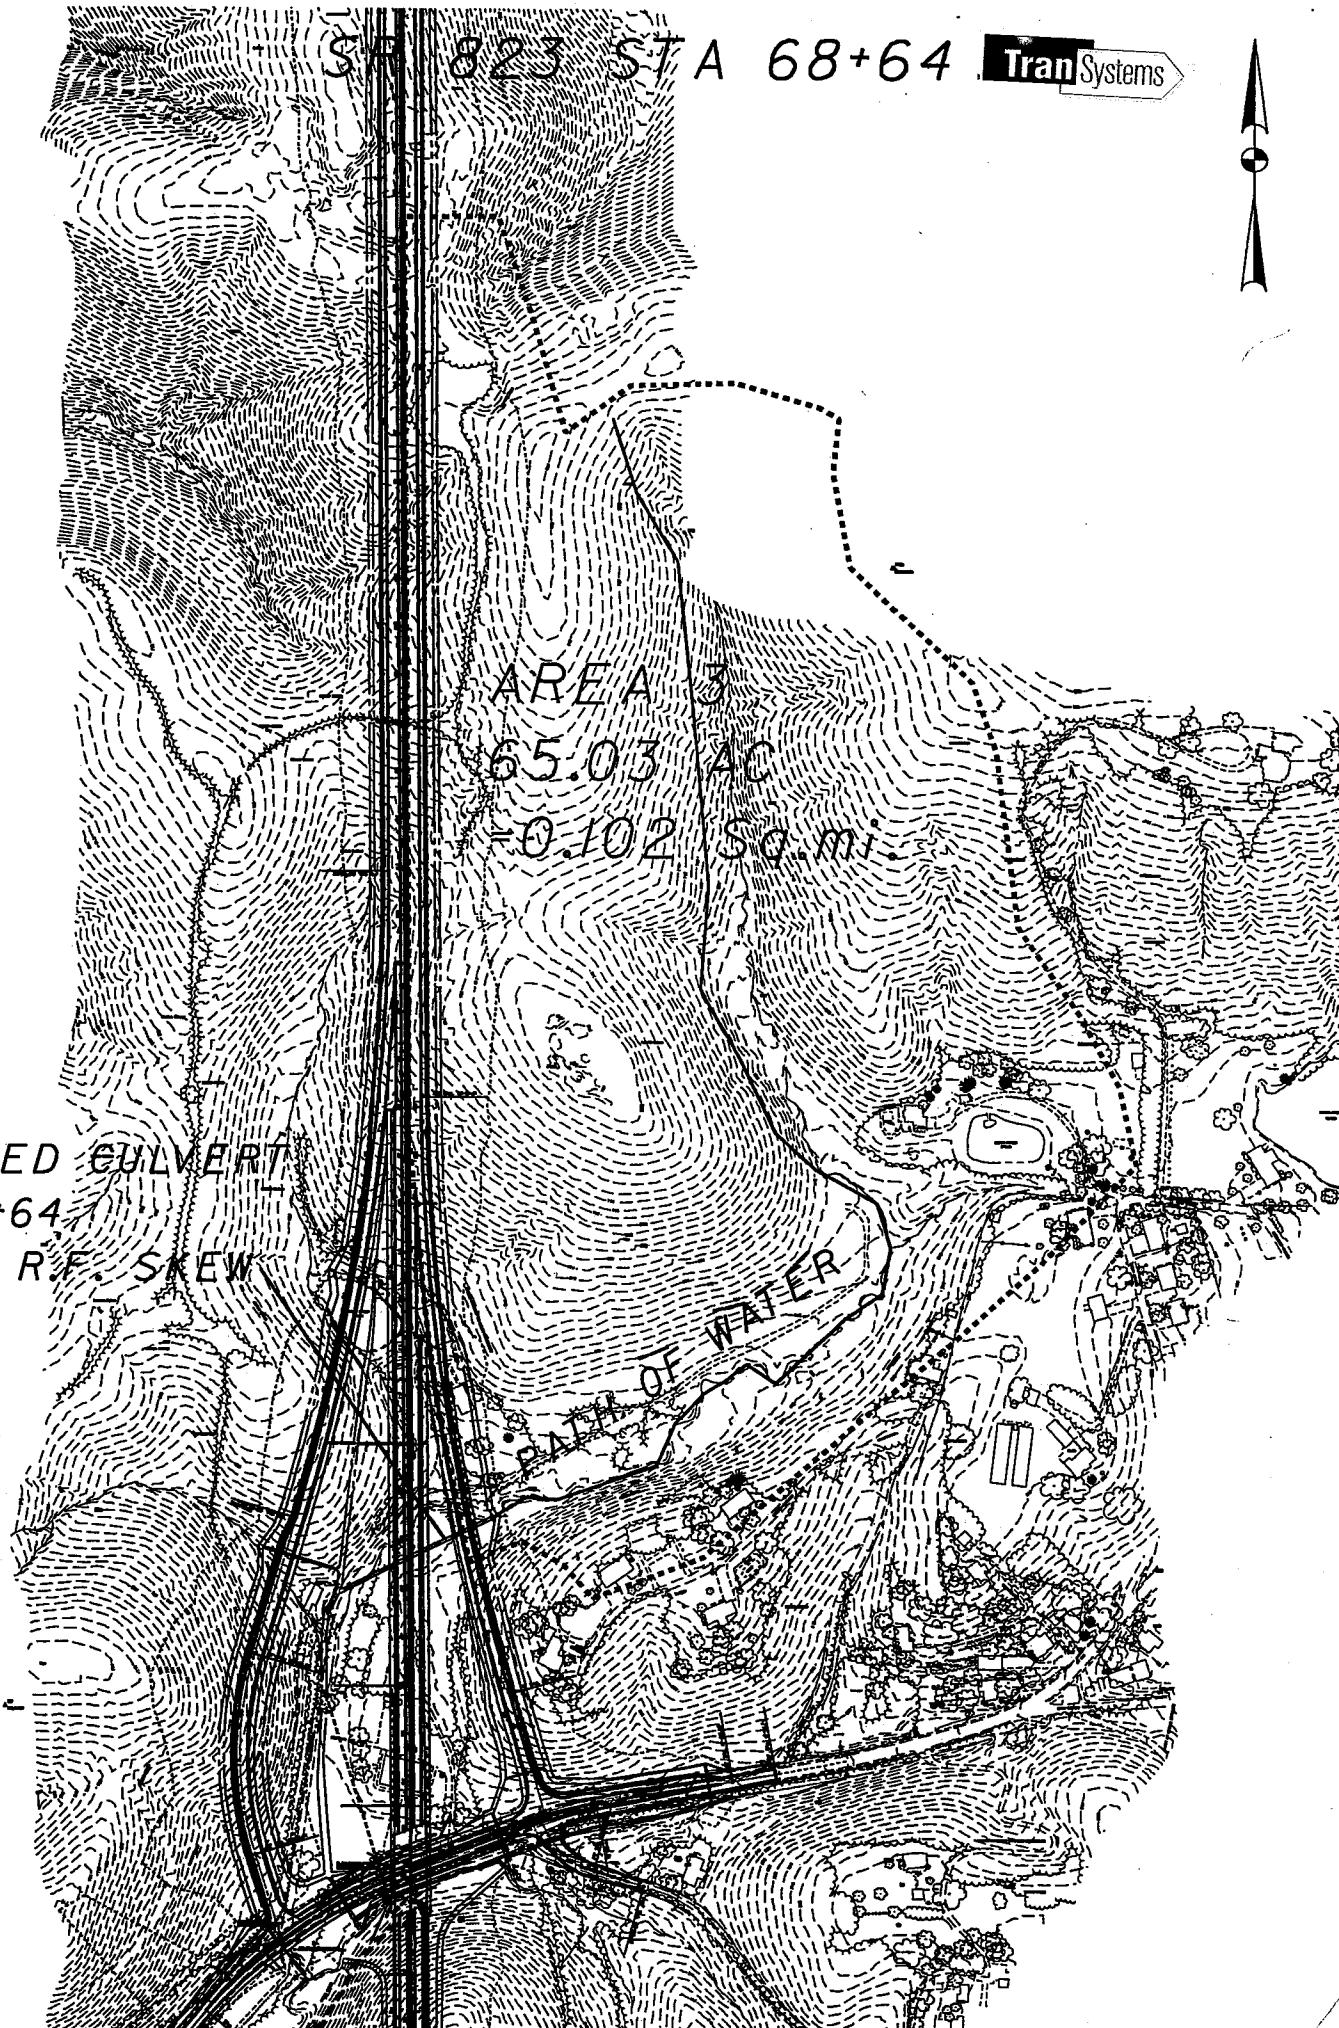 SR 823 STA 68+64
TranSystems
AREA 3
65.03 AC
=0.102 Sq.mi.
ED CULVERT
+64
R.F. SKEW
PATH OF WATER